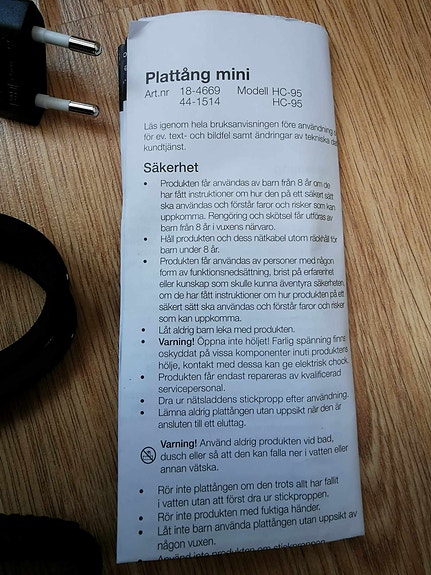 Plattång mini
Art.nr 18-4669 Modell HC-95
44-1514 HC-95
Läs igenom hela bruksanvisningen före användning
för ev. text- och bildfel samt ändringar av tekniska
kundtjänst.
Säkerhet
• Produkten får användas av barn från 8 år om de
har fått instruktioner om hur den på ett säkert sätt
ska användas och förstår faror och risker som kan
uppkomma. Rengöring och skötsel får utföras av
barn från 8 år i vuxens närvaro.
• Håll produkten och dess nätkabel utom räckhåll för
barn under 8 år.
• Produkten får användas av personer med någon
form av funktionsnedsättning, brist på erfarenhet
eller kunskap som skulle kunna äventyra säkerheten,
om de har fått instruktioner om hur produkten på ett
säkert sätt ska användas och förstår faror och risker
som kan uppkomma.
• Låt aldrig barn leka med produkten.
• Varning! Öppna inte höljet! Farlig spänning finns
oskyddat på vissa komponenter inuti produktens
hölje, kontakt med dessa kan ge elektrisk chock.
• Produkten får endast repareras av kvalificerad
servicepersonal.
• Dra ur nätsladdens stickpropp efter användning.
• Lämna aldrig plattången utan uppsikt när den är
ansluten till ett eluttag.
Varning! Använd aldrig produkten vid bad,
dusch eller så att den kan falla ner i vatten eller
annan vätska.
• Rör inte plattången om den trots allt har fallit
i vatten utan att först dra ur stickproppen.
• Rör inte produkten med fuktiga händer.
• Låt inte barn använda plattången utan uppsikt av
någon vuxen.
• Använd inte produkten om stickproppen